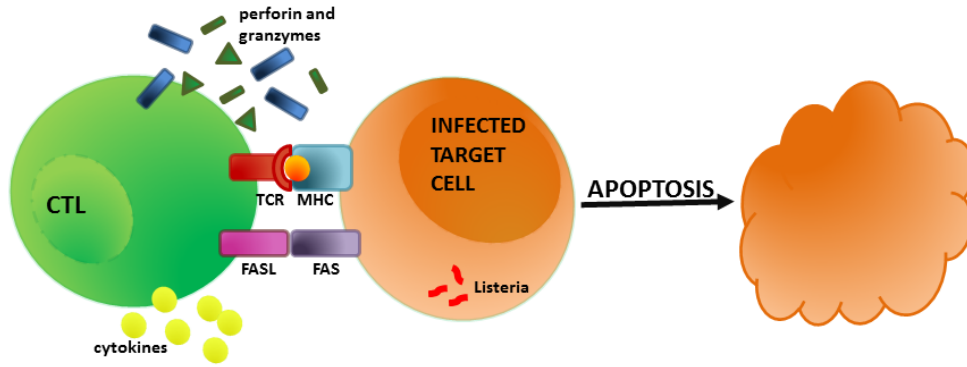 perforin and
granzymes
INFECTED
TARGET
CELL
CTL
TCR
MHC
APOPTOSIS
FASL
FAS
Listeria
cytokines